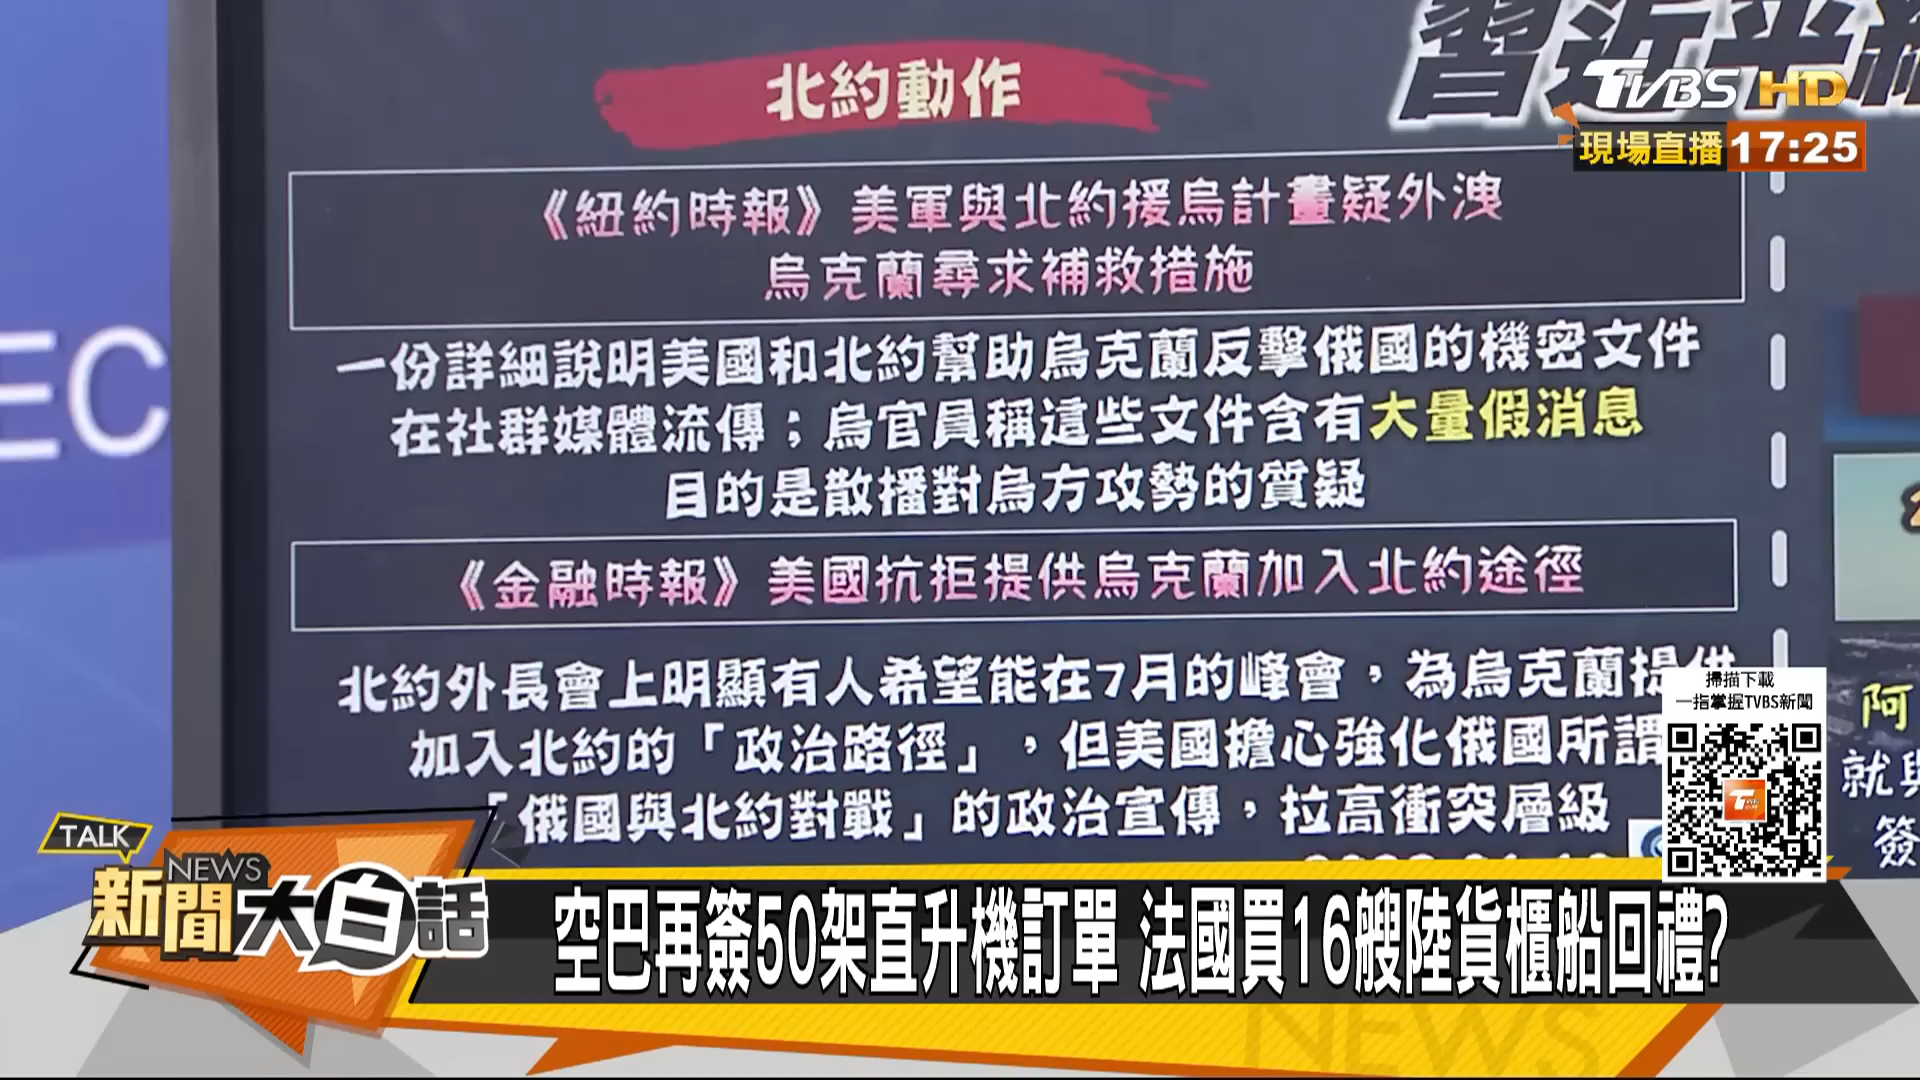 北約動作
習近平
TVBS HD
現場直播 17:25
《紐約時報》美軍與北約援烏計畫疑外洩
烏克蘭尋求補救措施
一份詳細說明美國和北約幫助烏克蘭反擊俄國的機密文件
在社群媒體流傳；烏官員稱這些文件含有大量假消息
目的是散播對烏方攻勢的質疑
《金融時報》美國抗拒提供烏克蘭加入北約途徑
北約外長會上明顯有人希望能在7月的峰會，為烏克蘭提供
加入北約的「政治路徑」，但美國擔心強化俄國所謂
「俄國與北約對戰」的政治宣傳，拉高衝突層級
EC
掃描下載
一指掌握TVBS新聞
阿
就與
簽
TALK
NEWS
新聞大白話
空巴再簽50架直升機訂單 法國買16艘陸貨櫃船回禮?
NEWS